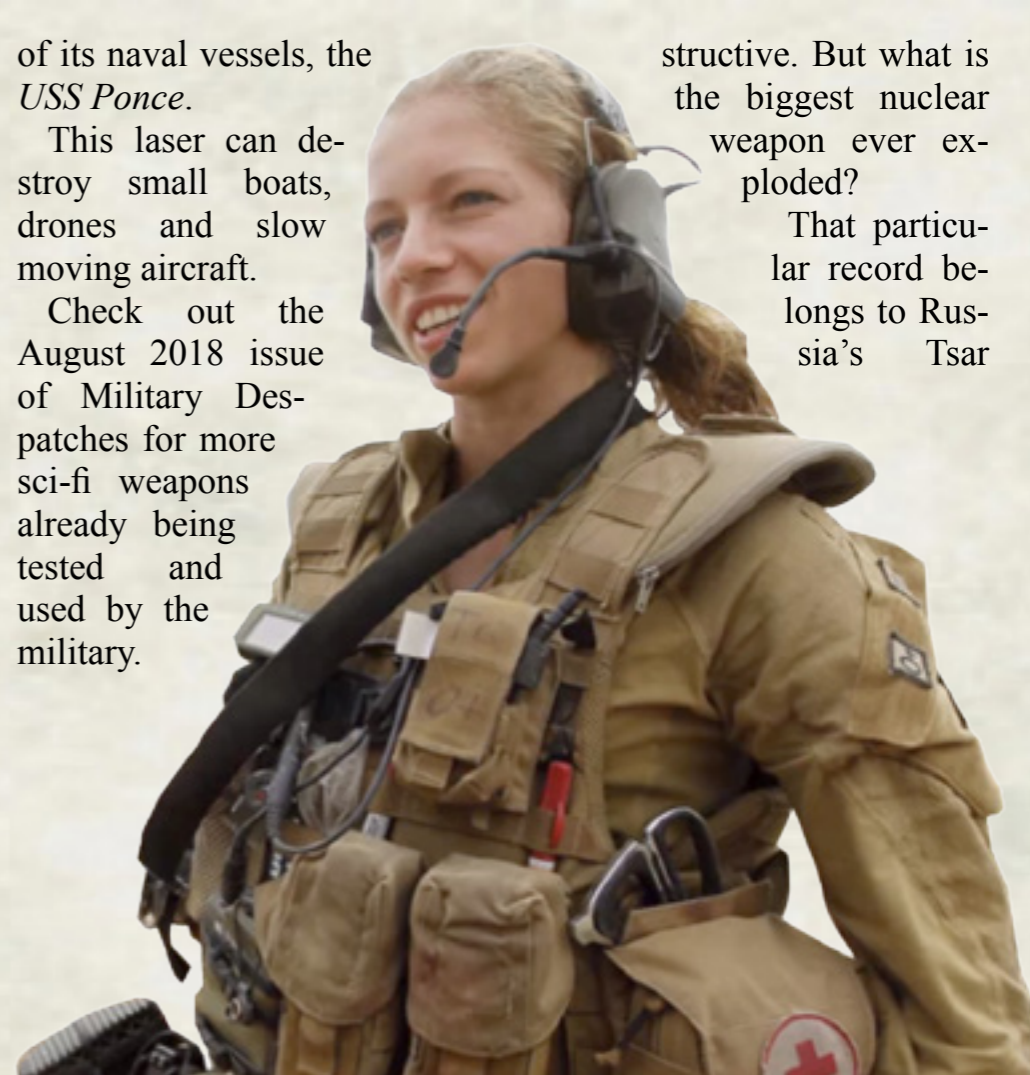 of its naval vessels, the
USS Ponce.
This laser can de-
stroy small boats,
drones and slow
moving aircraft.
Check out the
August 2018 issue
of Military Des-
patches for more
sci-fi weapons
already being
tested and
used by the
military.
structive. But what is
the biggest nuclear
weapon ever ex-
ploded?
That particu-
lar record be-
longs to Rus-
sia’s Tsar